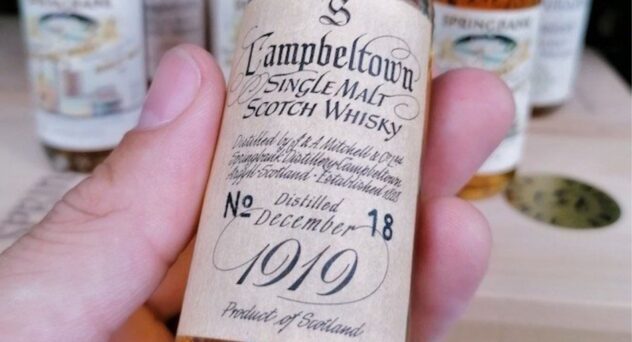 S
Campbeltown
SINGLE MALT
SCOTCH WHISKY
Distilled by J. & A. Mitchell & Co Ltd
Springbank Distillery · Campbeltown
Argyll · Scotland · Established 1828
No
Distilled
December
18
1919
Product of Scotland
SPRINGBANK